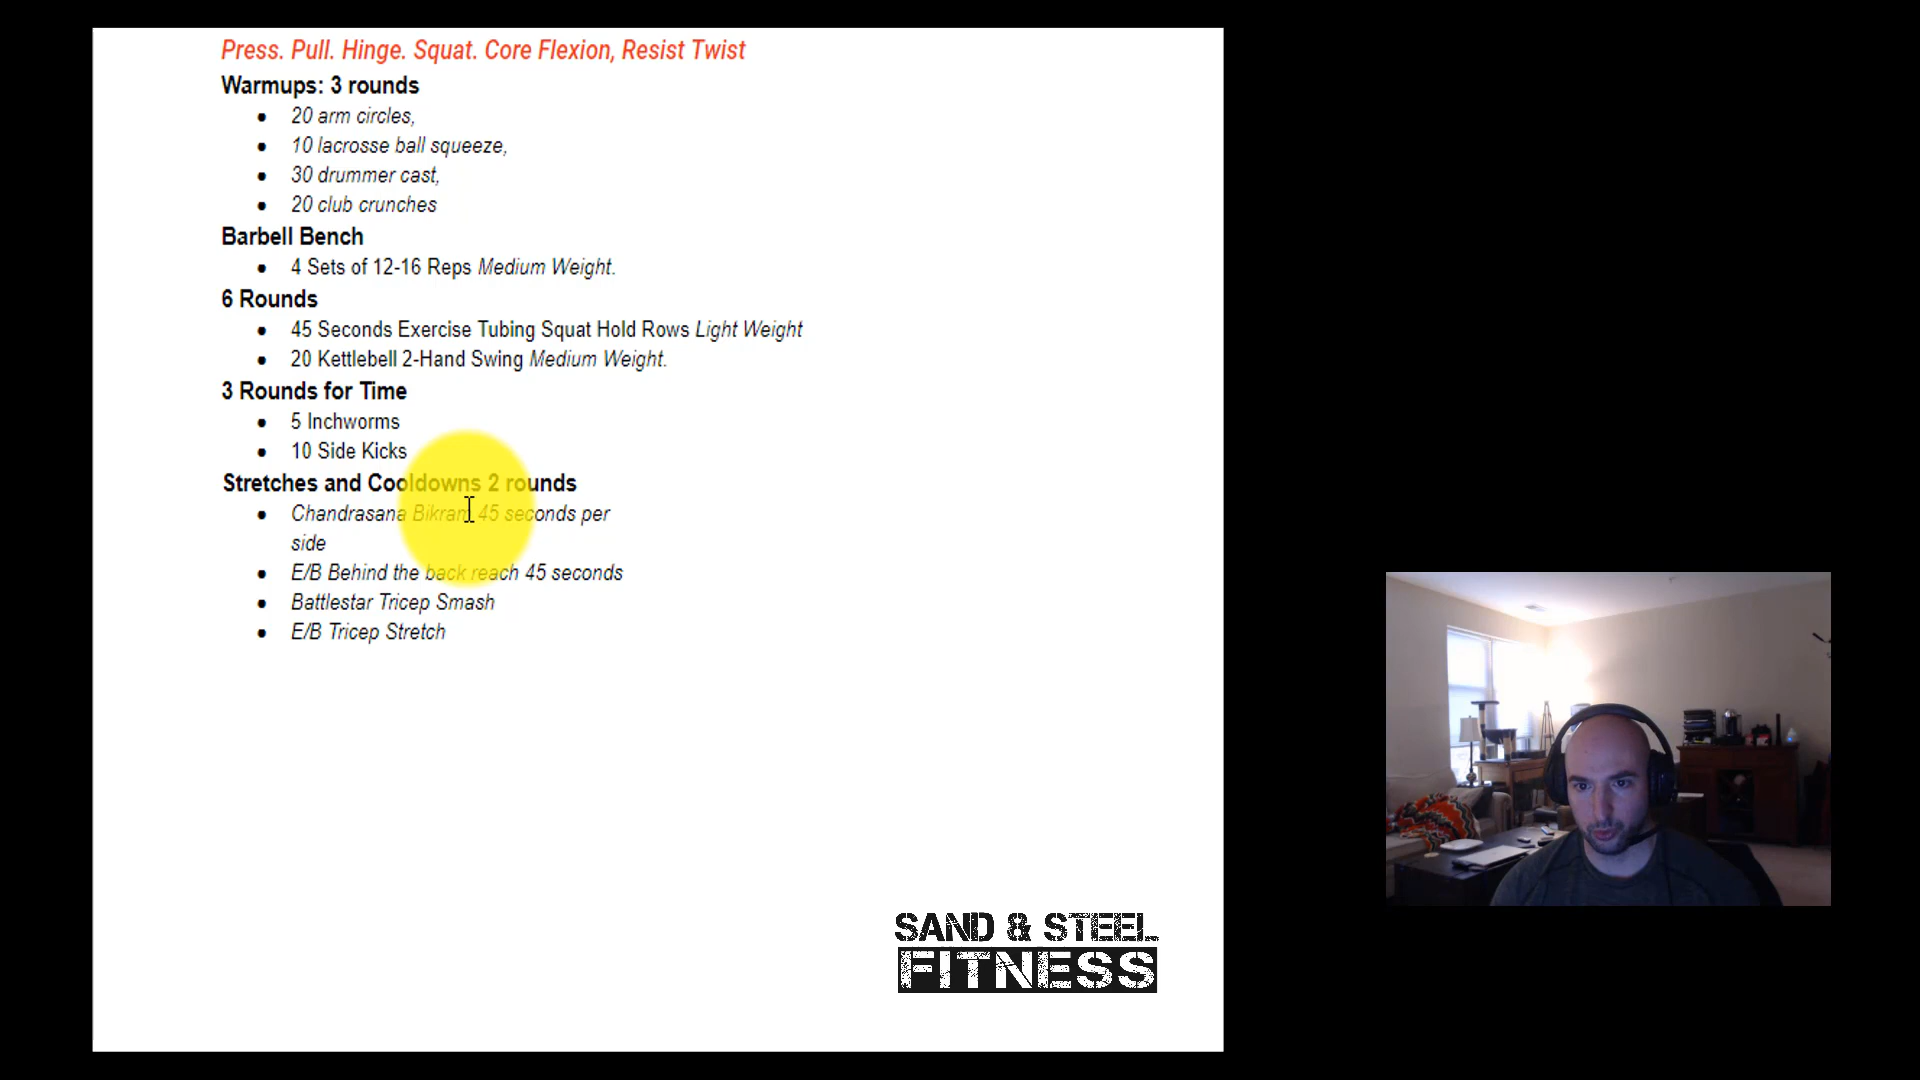 Press. Pull. Hinge. Squat. Core Flexion, Resist Twist
Warmups: 3 rounds
20 arm circles,
10 lacrosse ball squeeze,
30 drummer cast,
20 club crunches
Barbell Bench
4 Sets of 12-16 Reps Medium Weight.
6 Rounds
45 Seconds Exercise Tubing Squat Hold Rows Light Weight
20 Kettlebell 2-Hand Swing Medium Weight.
3 Rounds for Time
5 Inchworms
10 Side Kicks
Stretches and Cooldowns 2 rounds
Chandrasana Bikram 45 seconds per
side
E/B Behind the back reach 45 seconds
Battlestar Tricep Smash
E/B Tricep Stretch
SAND & STEEL
FITNESS